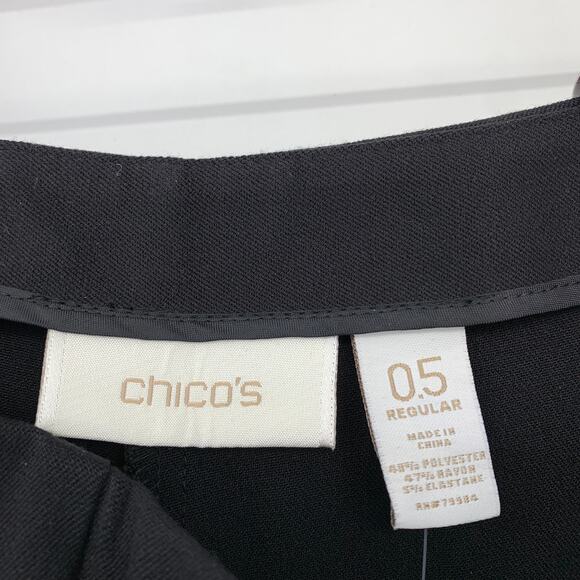 chico's
0.5
REGULAR
MADE IN
CHINA
48% POLYESTER
47% RAYON
5% ELASTANE
RN#79984